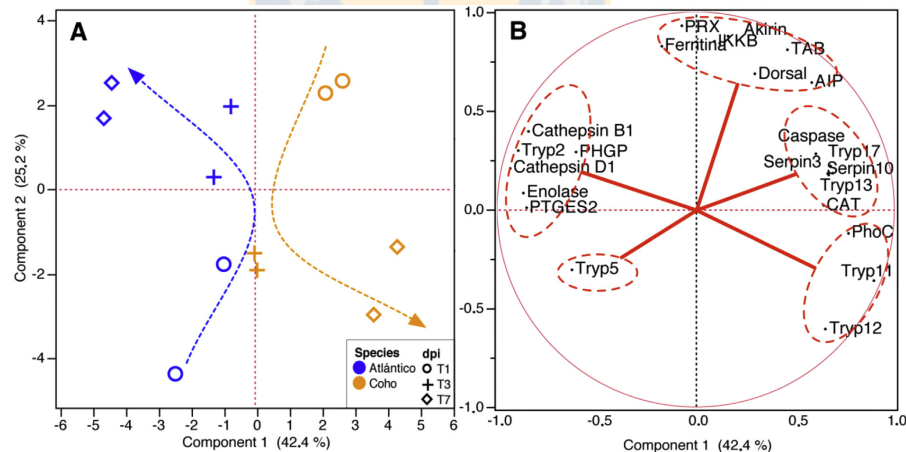 A
4
2
0
-2
-4
Component 2 (25,2 %)
-6
-5
-4
-3
-2
-1
0
1
2
3
4
5
6
Component 1 (42.4 %)
Species
dpi
Atlántico
Coho
T1
T3
T7
B
1.0
0.5
0.0
-0.5
-1.0
PRX
Akirin
Ferritina
IKKB
TAB
Dorsal
AIP
Cathepsin B1
Tryp2
PHGP
Cathepsin D1
Enolase
PTGES2
Caspase
Tryp17
Serpin3
Serpin10
Tryp13
CAT
PhoC
Tryp11
Tryp12
Tryp5
-1.0
-0.5
0.0
0.5
1.0
Component 1 (42.4 %)